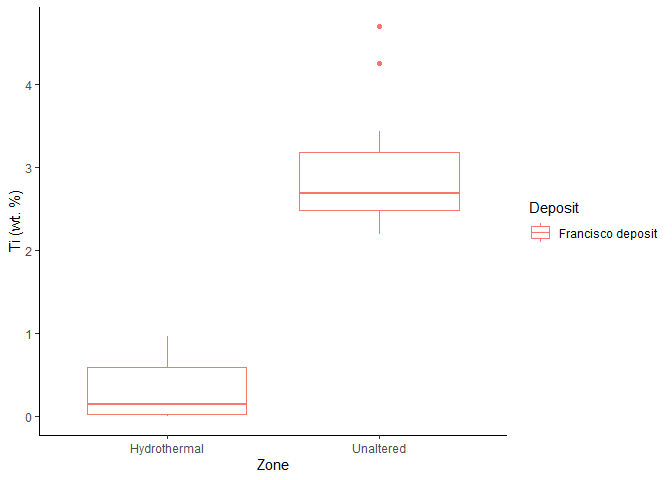 Ti (wt. %)
4
3
2
1
0
Hydrothermal
Unaltered
Zone
Deposit
Francisco deposit